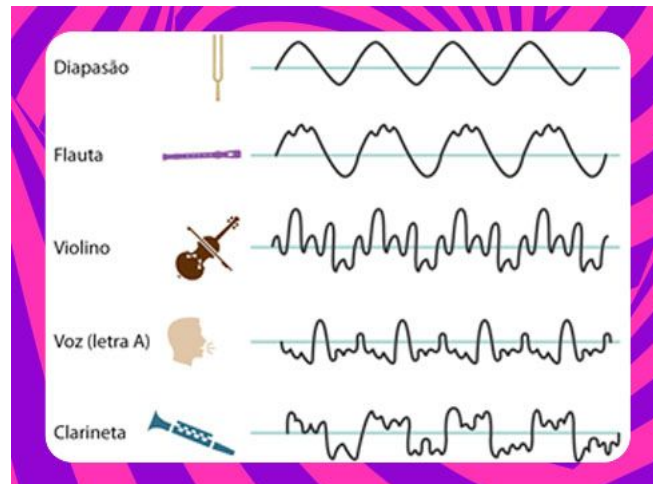 Diapasão
Flauta
Violino
Voz (letra A)
Clarineta